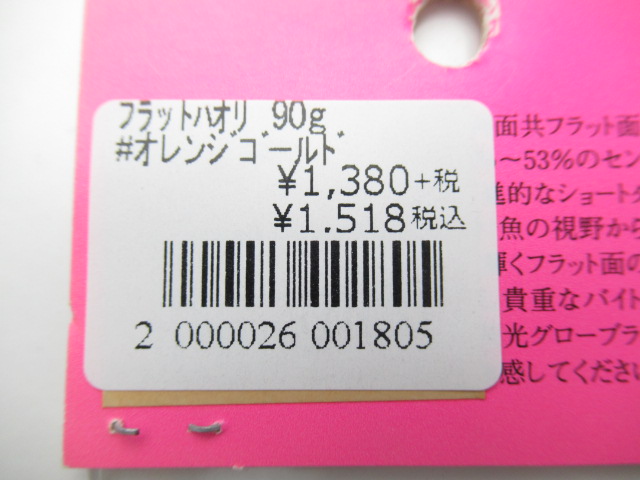 フラットハオリ 90g
#オレンジゴールド
¥1,380+税
¥1.518税込
2 000026 001805
面共フラット面
～53%のセン
的なショート
魚の視野から
くフラット面の
貴重なバイト
光グローブラ
感してください